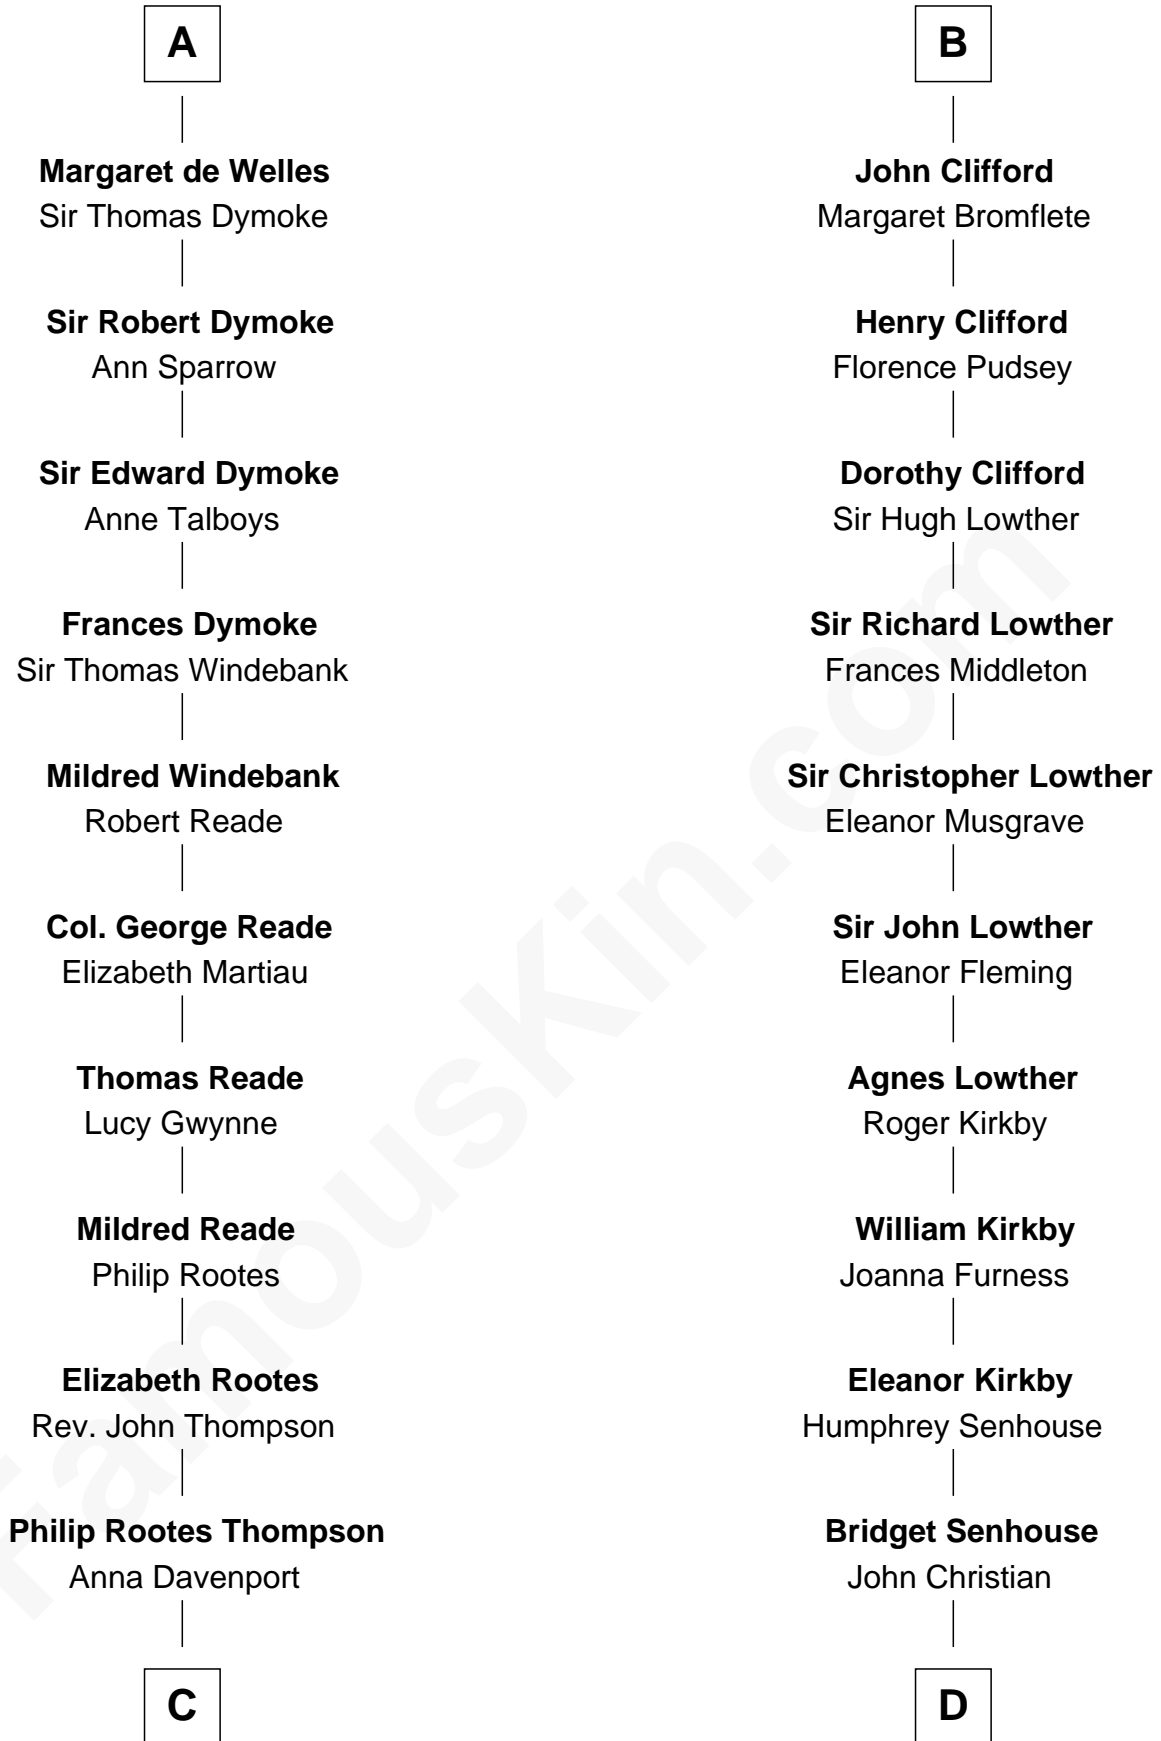 A
Margaret de Welles
Sir Thomas Dymoke
Sir Robert Dymoke
Ann Sparrow
Sir Edward Dymoke
Anne Talboys
Frances Dymoke
Sir Thomas Windebank
Mildred Windebank
Robert Reade
Col. George Reade
Elizabeth Martiau
Thomas Reade
Lucy Gwynne
Mildred Reade
Philip Rootes
Elizabeth Rootes
Rev. John Thompson
Philip Rootes Thompson
Anna Davenport
C
B
John Clifford
Margaret Bromflete
Henry Clifford
Florence Pudsey
Dorothy Clifford
Sir Hugh Lowther
Sir Richard Lowther
Frances Middleton
Sir Christopher Lowther
Eleanor Musgrave
Sir John Lowther
Eleanor Fleming
Agnes Lowther
Roger Kirkby
William Kirkby
Joanna Furness
Eleanor Kirkby
Humphrey Senhouse
Bridget Senhouse
John Christian
D
FamousKin.com